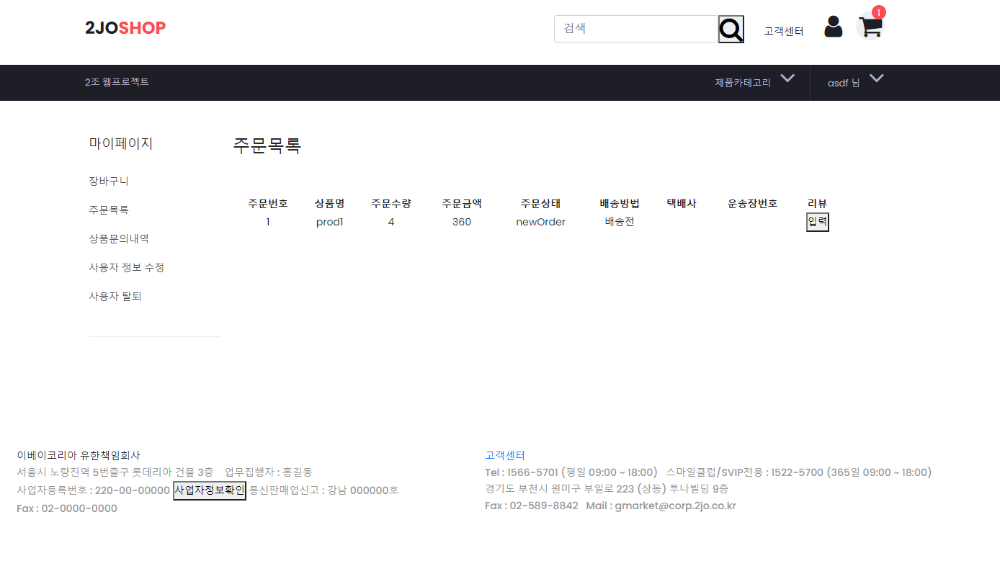 2JOSHOP
검색
고객센터
1
2조 웹프로젝트
제품카테고리
asdf 님
마이페이지
장바구니
주문목록
상품문의내역
사용자 정보 수정
사용자 탈퇴
주문목록
주문번호 상품명 주문수량 주문금액 주문상태 배송방법 택배사 운송장번호 리뷰
1 prod1 4 360 newOrder 배송전 입력
이베이코리아 유한책임회사
서울시 노량진역 5번출구 롯데리아 건물 3층 업무집행자 : 홍길동
사업자등록번호 : 220-00-00000 사업자정보확인 통신판매업신고 : 강남 000000호
Fax : 02-0000-0000
고객센터
Tel : 1566-5701 (평일 09:00 ~ 18:00) 스마일클럽/SVIP전용 : 1522-5700 (365일 09:00 ~ 18:00)
경기도 부천시 원미구 부일로 223 (상동) 투나빌딩 9층
Fax : 02-589-8842 Mail : gmarket@corp.2jo.co.kr